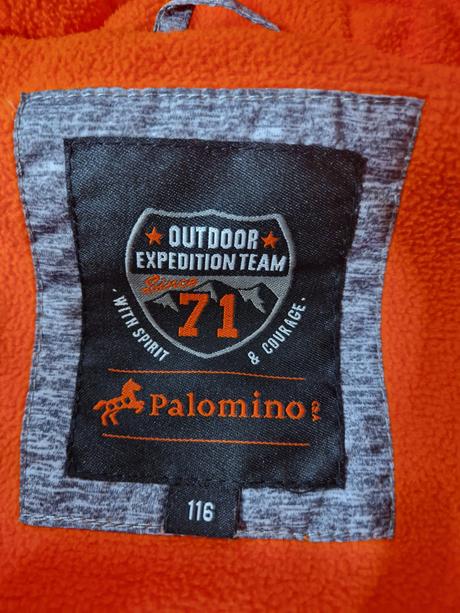 OUTDOOR
EXPEDITION TEAM
Since
71
· WITH SPIRIT
& COURAGE ·
Palomino
116